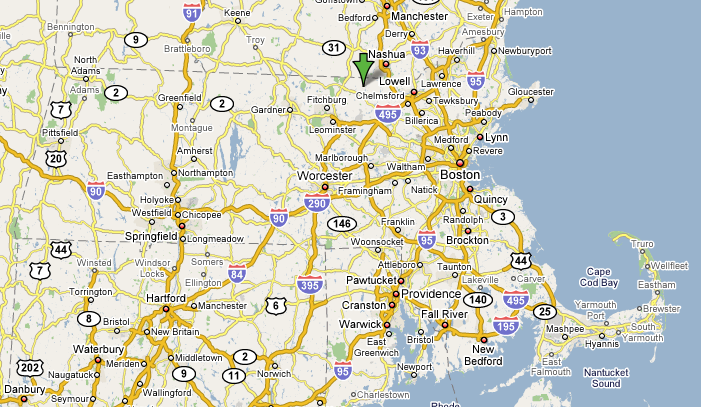 Greenfield
Gustown
Bedford
Manchester
Exeter
Hampton
91
Keene
Derry
Amesbury
Bennington
9
Brattleboro
Troy
31
Nashua
93
Haverhill
Newburyport
North
Adams
Adams
2
7
Greenfield
2
Gardner
Fitchburg
Lowell
Chelmsford
Lawrence
95
Tewksbury
Gloucester
Billerica
Peabody
495
Leominster
Montague
Pittsfield
20
Amherst
Medford
Lynn
Revere
Marlborough
Waltham
Boston
Easthampton
Northampton
Worcester
Framingham
Natick
Quincy
90
Holyoke
290
Westfield
Chicopee
90
146
Franklin
Randolph
3
Springfield
Longmeadow
Woonsocket
95
Brockton
44
7
Winsted
Windsor
Locks
Somers
Ellington
84
395
Attleboro
Taunton
44
Lakeville
Carver
Cape
Cod Bay
Truro
Wellfleet
Eastham
Torrington
Hartford
Manchester
6
Pawtucket
Cranston
Providence
140
495
Yarmouth
Port
Brewster
8
Bristol
New Britain
Warwick
Fall River
195
25
South
Yarmouth
Mashpee
Hyannis
Waterbury
Middletown
2
East
Greenwich
Bristol
New
Bedford
East
Falmouth
Nantucket
Sound
202
Naugatuck
Meriden
9
11
Norwich
95
Newport
Danbury
Seymour
Wallingford
Charlestown
Rhode